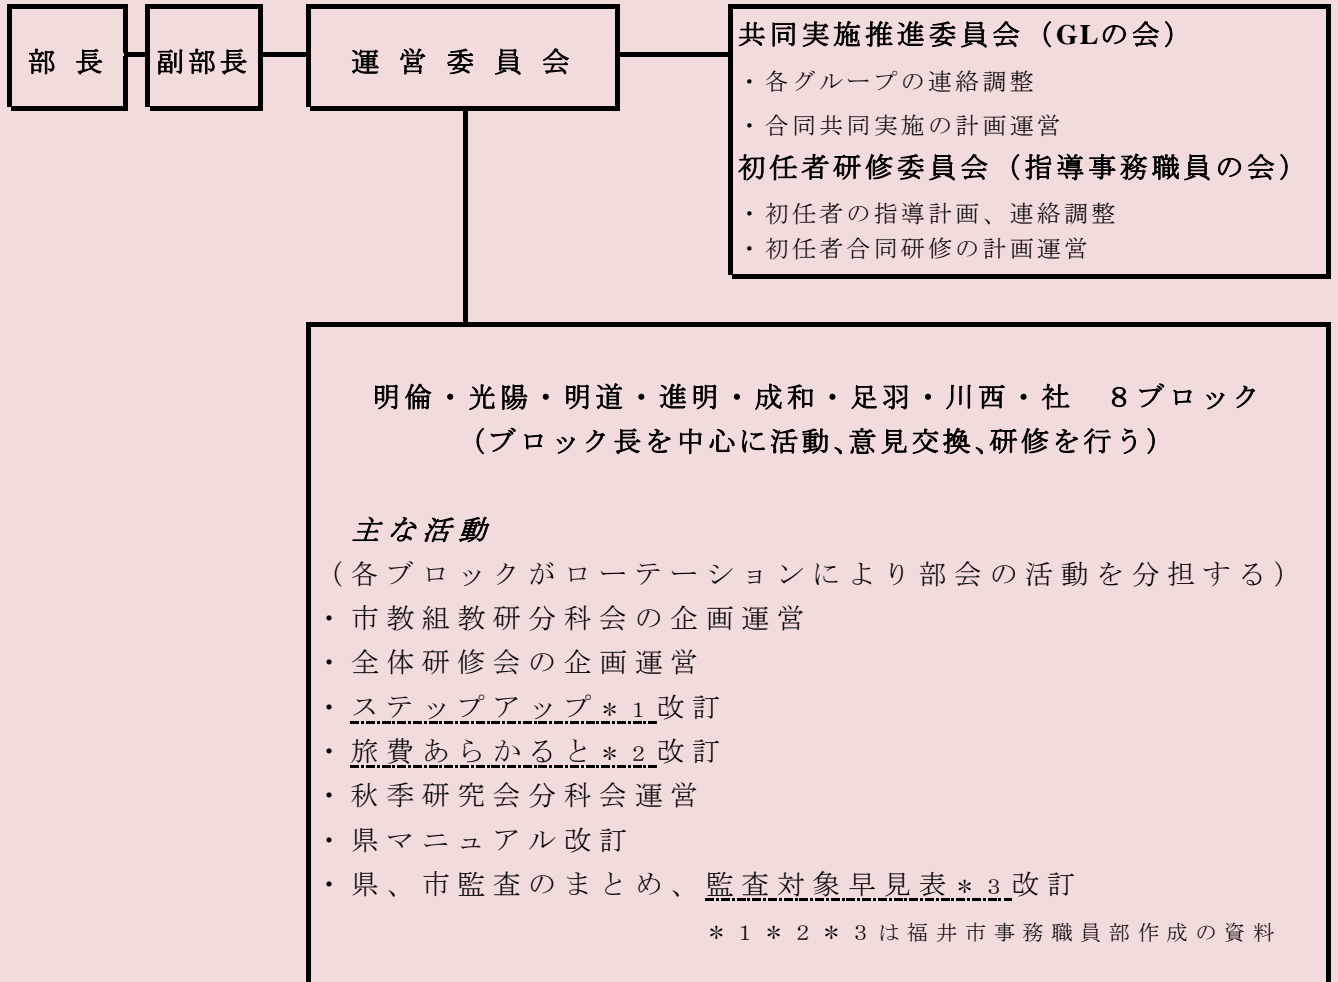 部長
副部長
運営委員会
共同実施推進委員会（GLの会）
・各グループの連絡調整
・合同共同実施の計画運営
初任者研修委員会（指導事務職員の会）
・初任者の指導計画、連絡調整
・初任者合同研修の計画運営
明倫・光陽・明道・進明・成和・足羽・川西・社　８ブロック
（ブロック長を中心に活動、意見交換、研修を行う）
主な活動
（各ブロックがローテーションにより部会の活動を分担する）
・市教組教研分科会の企画運営
・全体研修会の企画運営
・ステップアップ＊1改訂
・旅費あらかると＊2改訂
・秋季研究会分科会運営
・県マニュアル改訂
・県、市監査のまとめ、監査対象早見表＊3改訂
＊１＊２＊３は福井市事務職員部作成の資料